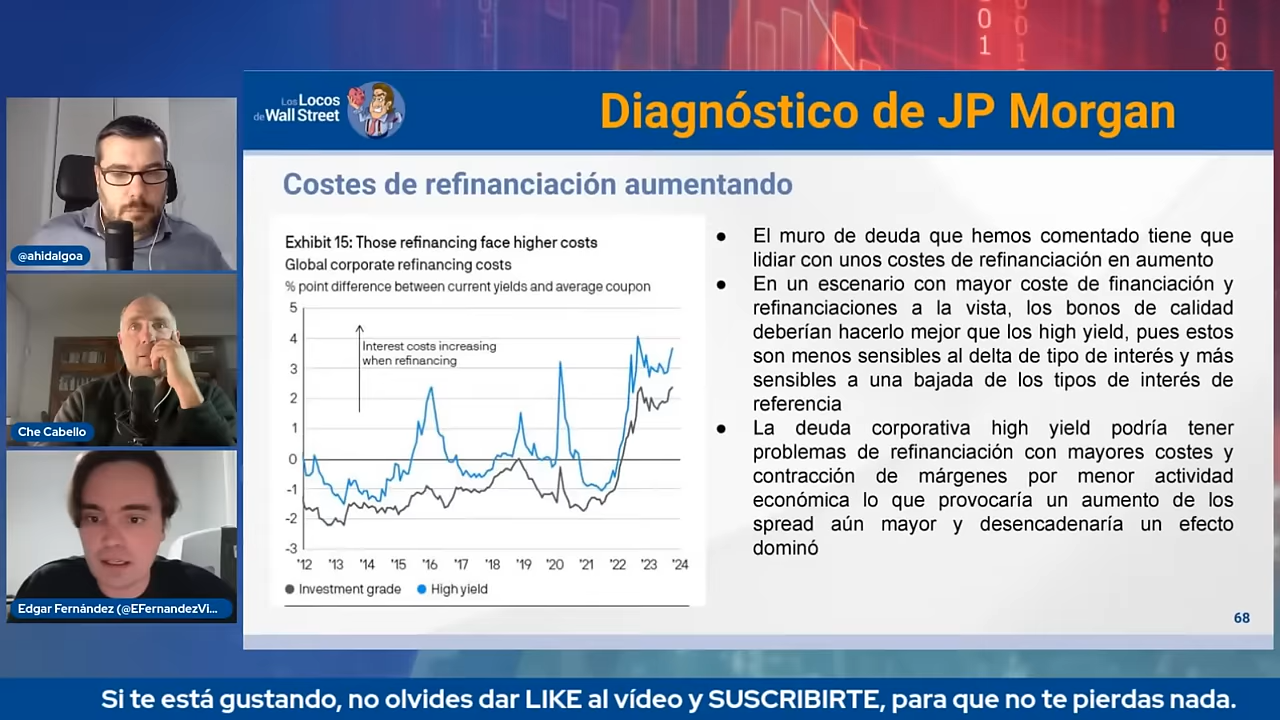 Los Locos
de Wall Street
Diagnóstico de JP Morgan
Costes de refinanciación aumentando
Exhibit 15: Those refinancing face higher costs
Global corporate refinancing costs
% point difference between current yields and average coupon
5
4
3
2
1
0
-1
-2
-3
Interest costs increasing
when refinancing
'12 '13 '14 '15 '16 '17 '18 '19 '20 '21 '22 '23 '24
Investment grade High yield
● El muro de deuda que hemos comentado tiene que
lidiar con unos costes de refinanciación en aumento
● En un escenario con mayor coste de financiación y
refinanciaciones a la vista, los bonos de calidad
deberían hacerlo mejor que los high yield, pues estos
son menos sensibles al delta de tipo de interés y más
sensibles a una bajada de los tipos de interés de
referencia
● La deuda corporativa high yield podría tener
problemas de refinanciación con mayores costes y
contracción de márgenes por menor actividad
económica lo que provocaría un aumento de los
spread aún mayor y desencadenaría un efecto
dominó
68
@ahidalgoa
Che Cabello
Edgar Fernández (@EFernandezVi...
Si te está gustando, no olvides dar LIKE al vídeo y SUSCRIBIRTE, para que no te pierdas nada.